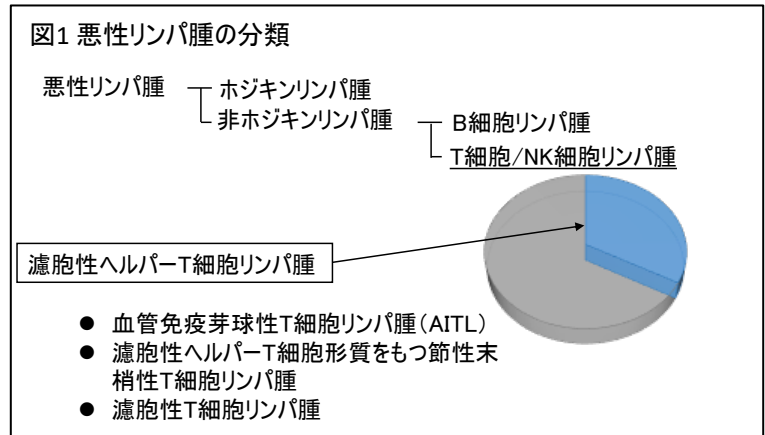 図1 悪性リンパ腫の分類
悪性リンパ腫 ホジキンリンパ腫
非ホジキンリンパ腫 B細胞リンパ腫
T細胞/NK細胞リンパ腫
濾胞性ヘルパーT細胞リンパ腫
● 血管免疫芽球性T細胞リンパ腫（AITL）
● 濾胞性ヘルパーT細胞形質をもつ節性末
梢性T細胞リンパ腫
● 濾胞性T細胞リンパ腫